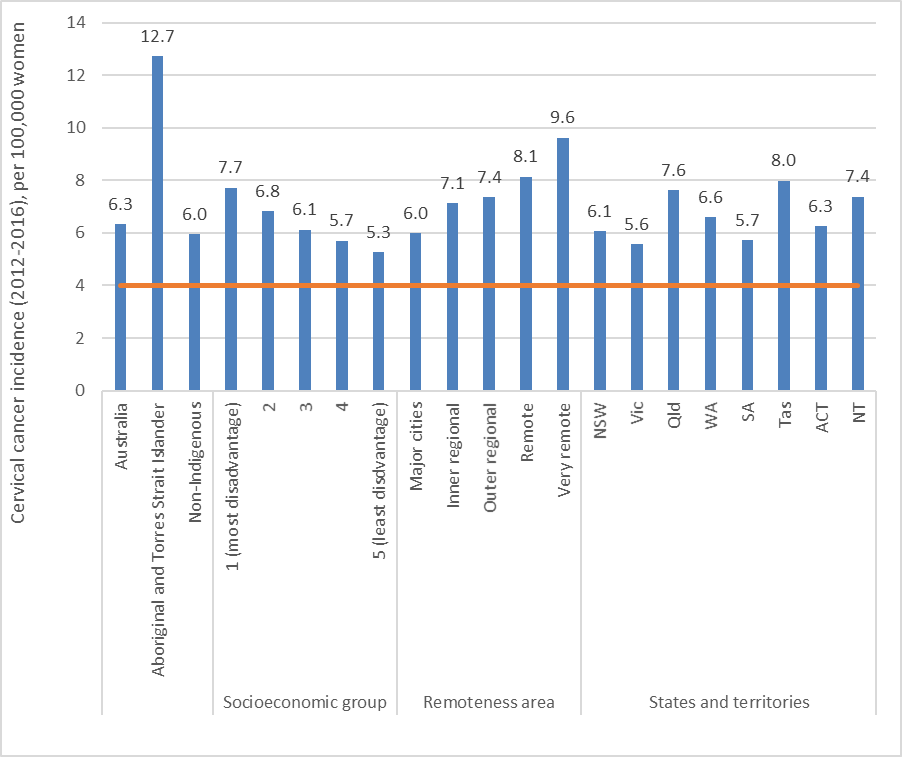 Cervical cancer incidence (2012-2016), per 100,000 women
14
12
10
8
6
4
2
0
6.3
12.7
6.0
7.7
6.8
6.1
5.7
5.3
6.0
7.1
7.4
8.1
9.6
6.1
5.6
7.6
6.6
5.7
8.0
6.3
7.4
Australia
Aboriginal and Torres Strait Islander
Non-Indigenous
1 (most disadvantage)
2
3
4
5 (least disdvantage)
Major cities
Inner regional
Outer regional
Remote
Very remote
NSW
Vic
Qld
WA
SA
Tas
ACT
NT
Socioeconomic group
Remoteness area
States and territories